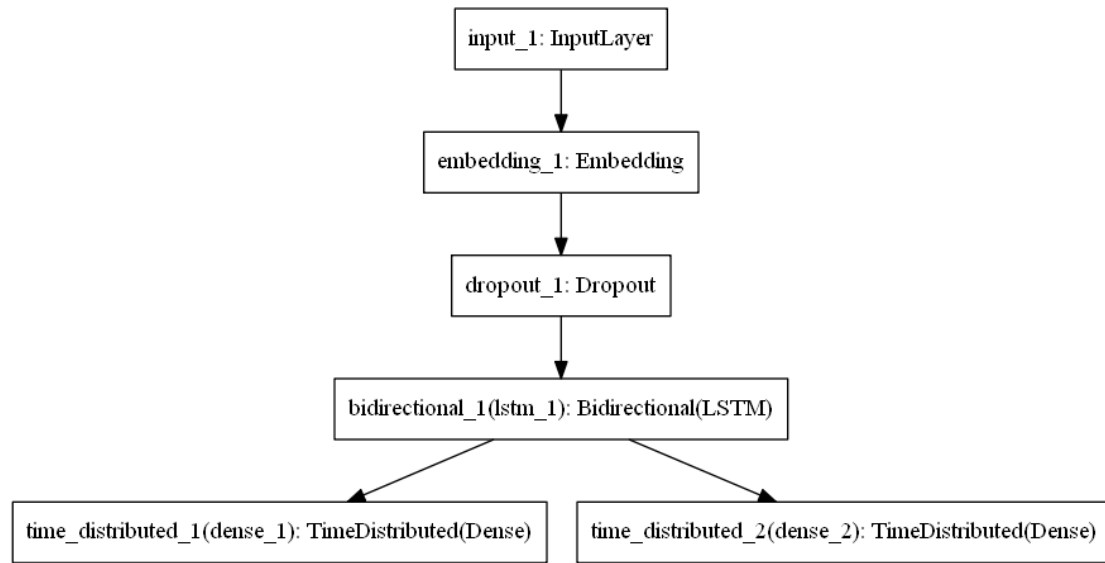 input_1: InputLayer
embedding_1: Embedding
dropout_1: Dropout
bidirectional_1(lstm_1): Bidirectional(LSTM)
time_distributed_1(dense_1): TimeDistributed(Dense)
time_distributed_2(dense_2): TimeDistributed(Dense)